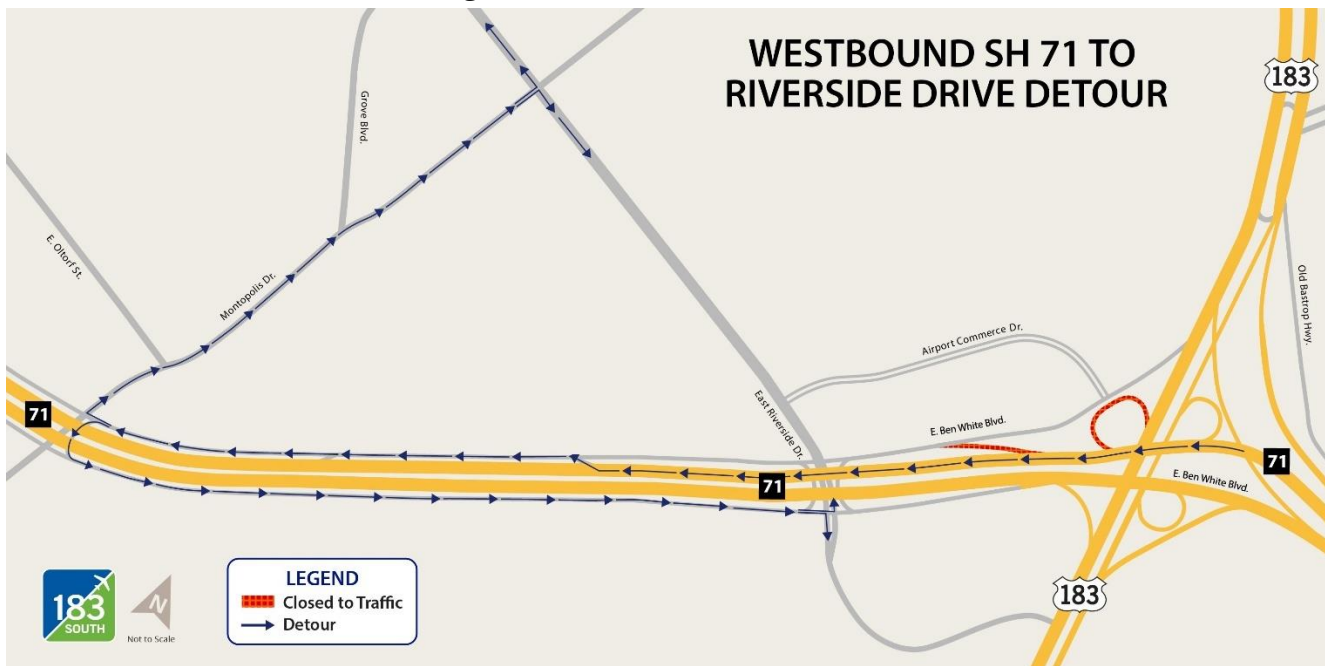 WESTBOUND SH 71 TO
RIVERSIDE DRIVE DETOUR
183
Grove Blvd.
E. Oltorf St.
Montopolis Dr.
Old Bastrop Hwy.
Airport Commerce Dr.
East Riverside Dr.
E. Ben White Blvd.
71
71
71
E. Ben White Blvd.
183
183
SOUTH
N
Not to Scale
LEGEND
Closed to Traffic
Detour